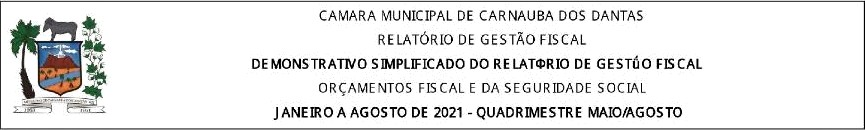 CAMARA MUNICIPAL DE CARNAUBA DOS DANTAS
RELATÓRIO DE GESTÃO FISCAL
DEMONSTRATIVO SIMPLIFICADO DO RELATΦRIO DE GESTÚO FISCAL
ORÇAMENTOS FISCAL E DA SEGURIDADE SOCIAL
JANEIRO A AGOSTO DE 2021 - QUADRIMESTRE MAIO/AGOSTO